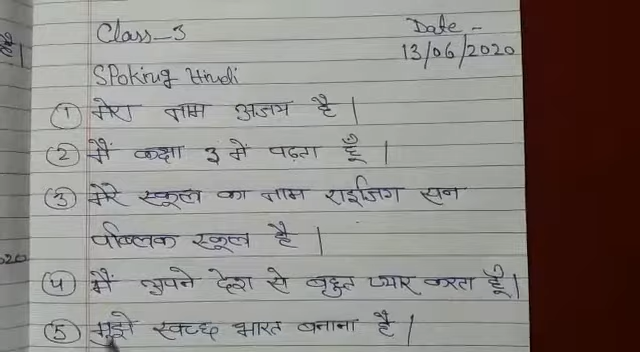 Class-3 Date-
13/06/2020
Spoking Hindi
① मेरा नाम अजय है |
② मैं कक्षा 3 में पढ़ता हूँ |
③ मेरे स्कूल का नाम राइजिंग सन
पब्लिक स्कूल है |
④ मैं अपने देश से बहुत प्यार करता हूँ |
⑤ मुझे स्वच्छ भारत बनाना है |